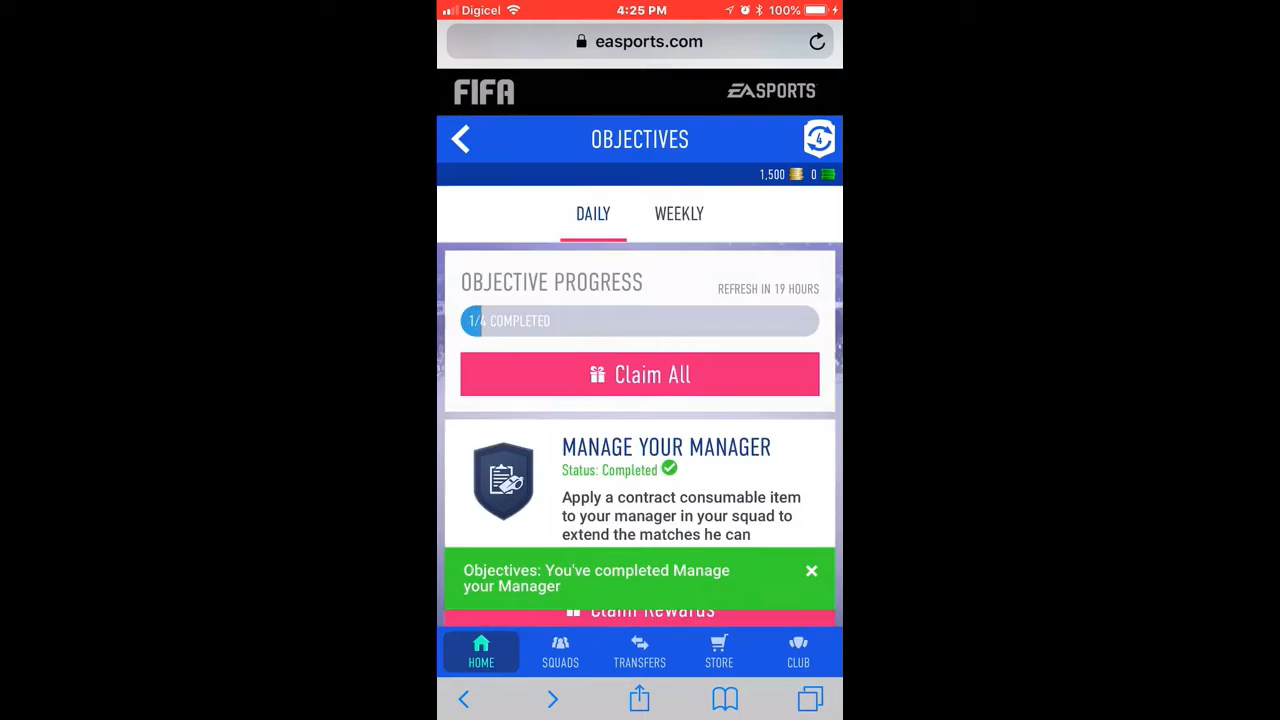 Digicel 4:25 PM 100%
easports.com
FIFA EA SPORTS
OBJECTIVES 4
1,500 0
DAILY WEEKLY
OBJECTIVE PROGRESS REFRESH IN 19 HOURS
1/4 COMPLETED
Claim All
MANAGE YOUR MANAGER
Status: Completed
Apply a contract consumable item
to your manager in your squad to
extend the matches he can
Objectives: You've completed Manage
your Manager
Claim Rewards
HOME SQUADS TRANSFERS STORE CLUB